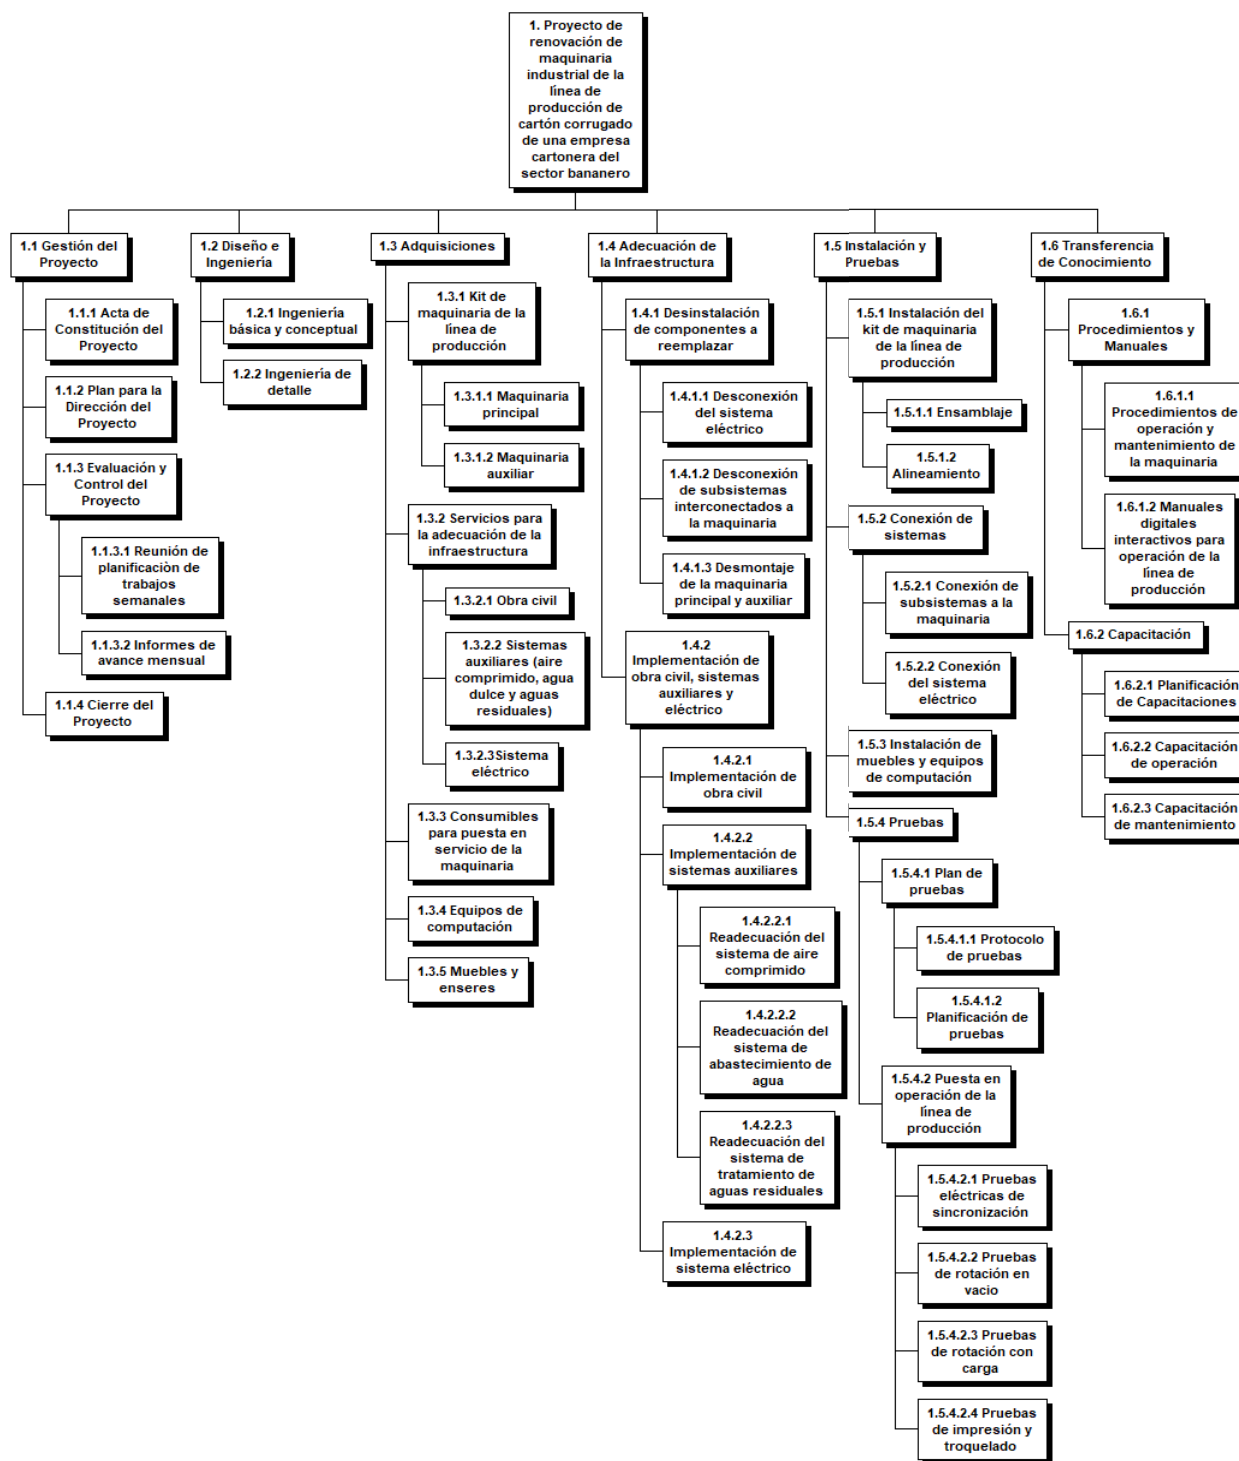 1. Proyecto de
renovación de
maquinaria
industrial de la
línea de
producción de
cartón corrugado
de una empresa
cartonera del
sector bananero
1.1 Gestión del
Proyecto
1.1.1 Acta de
Constitución del
Proyecto
1.1.2 Plan para la
Dirección del
Proyecto
1.1.3 Evaluación y
Control del
Proyecto
1.1.3.1 Reunión de
planificaciòn de
trabajos
semanales
1.1.3.2 Informes de
avance mensual
1.1.4 Cierre del
Proyecto
1.2 Diseño e
Ingeniería
1.2.1 Ingeniería
básica y conceptual
1.2.2 Ingeniería de
detalle
1.3 Adquisiciones
1.3.1 Kit de
maquinaria de la
línea de
producción
1.3.1.1 Maquinaria
principal
1.3.1.2 Maquinaria
auxiliar
1.3.2 Servicios para
la adecuación de la
infraestructura
1.3.2.1 Obra civil
1.3.2.2 Sistemas
auxiliares (aire
comprimido, agua
dulce y aguas
residuales)
1.3.2.3Sistema
eléctrico
1.3.3 Consumibles
para puesta en
servicio de la
maquinaria
1.3.4 Equipos de
computación
1.3.5 Muebles y
enseres
1.4 Adecuación de
la Infraestructura
1.4.1 Desinstalación
de componentes a
reemplazar
1.4.1.1 Desconexión
del sistema
eléctrico
1.4.1.2 Desconexión
de subsistemas
interconectados a
la maquinaria
1.4.1.3 Desmontaje
de la maquinaria
principal y auxiliar
1.4.2
Implementación de
obra civil, sistemas
auxiliares y
eléctrico
1.4.2.1
Implementación de
obra civil
1.4.2.2
Implementación de
sistemas auxiliares
1.4.2.2.1
Readecuación del
sistema de aire
comprimido
1.4.2.2.2
Readecuación del
sistema de
abastecimiento de
agua
1.4.2.2.3
Readecuación del
sistema de
tratamiento de
aguas residuales
1.4.2.3
Implementación de
sistema eléctrico
1.5 Instalación y
Pruebas
1.5.1 Instalación del
kit de maquinaria
de la línea de
producción
1.5.1.1 Ensamblaje
1.5.1.2
Alineamiento
1.5.2 Conexión de
sistemas
1.5.2.1 Conexión de
subsistemas a la
maquinaria
1.5.2.2 Conexión
del sistema
eléctrico
1.5.3 Instalación de
muebles y equipos
de computación
1.5.4 Pruebas
1.5.4.1 Plan de
pruebas
1.5.4.1.1 Protocolo
de pruebas
1.5.4.1.2
Planificación de
pruebas
1.5.4.2 Puesta en
operación de la
línea de
producción
1.5.4.2.1 Pruebas
eléctricas de
sincronización
1.5.4.2.2 Pruebas
de rotación en
vacio
1.5.4.2.3 Pruebas
de rotación con
carga
1.5.4.2.4 Pruebas
de impresión y
troquelado
1.6 Transferencia
de Conocimiento
1.6.1
Procedimientos y
Manuales
1.6.1.1
Procedimientos de
operación y
mantenimiento de
la maquinaria
1.6.1.2 Manuales
digitales
interactivos para
operación de la
línea de
producción
1.6.2 Capacitación
1.6.2.1 Planificación
de Capacitaciones
1.6.2.2 Capacitación
de operación
1.6.2.3 Capacitación
de mantenimiento